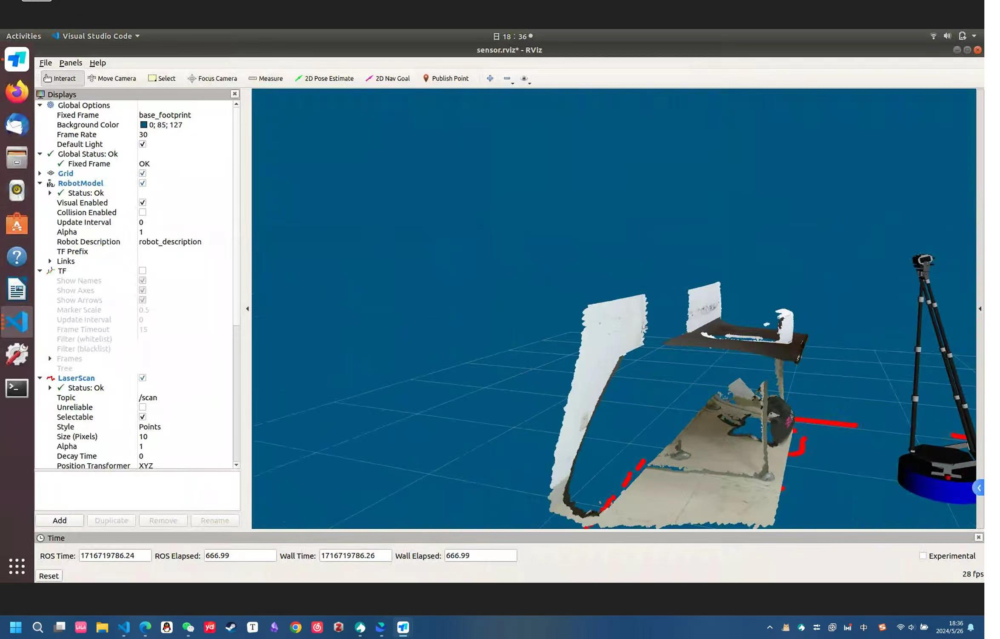 Activities
Visual Studio Code
日 18：36
sensor.rviz* - RViz
File Panels Help
Interact Move Camera Select Focus Camera Measure 2D Pose Estimate 2D Nav Goal Publish Point
Displays
Global Options
Fixed Frame base_footprint
Background Color 0; 85; 127
Frame Rate 30
Default Light
Global Status: Ok
Fixed Frame OK
Grid
RobotModel
Status: Ok
Visual Enabled
Collision Enabled
Update Interval 0
Alpha 1
Robot Description robot_description
TF Prefix
Links
TF
Show Names
Show Axes
Show Arrows
Marker Scale 0.5
Update Interval 0
Frame Timeout 15
Filter (whitelist)
Filter (blacklist)
Frames
Tree
LaserScan
Status: Ok
Topic /scan
Unreliable
Selectable
Style Points
Size (Pixels) 10
Alpha 1
Decay Time 0
Position Transformer XYZ
Add Duplicate Remove Rename
Time
ROS Time: 1716719786.24 ROS Elapsed: 666.99 Wall Time: 1716719786.26 Wall Elapsed: 666.99 Experimental
Reset 28 fps
yd T Z 中 S
18:36
2024/5/26